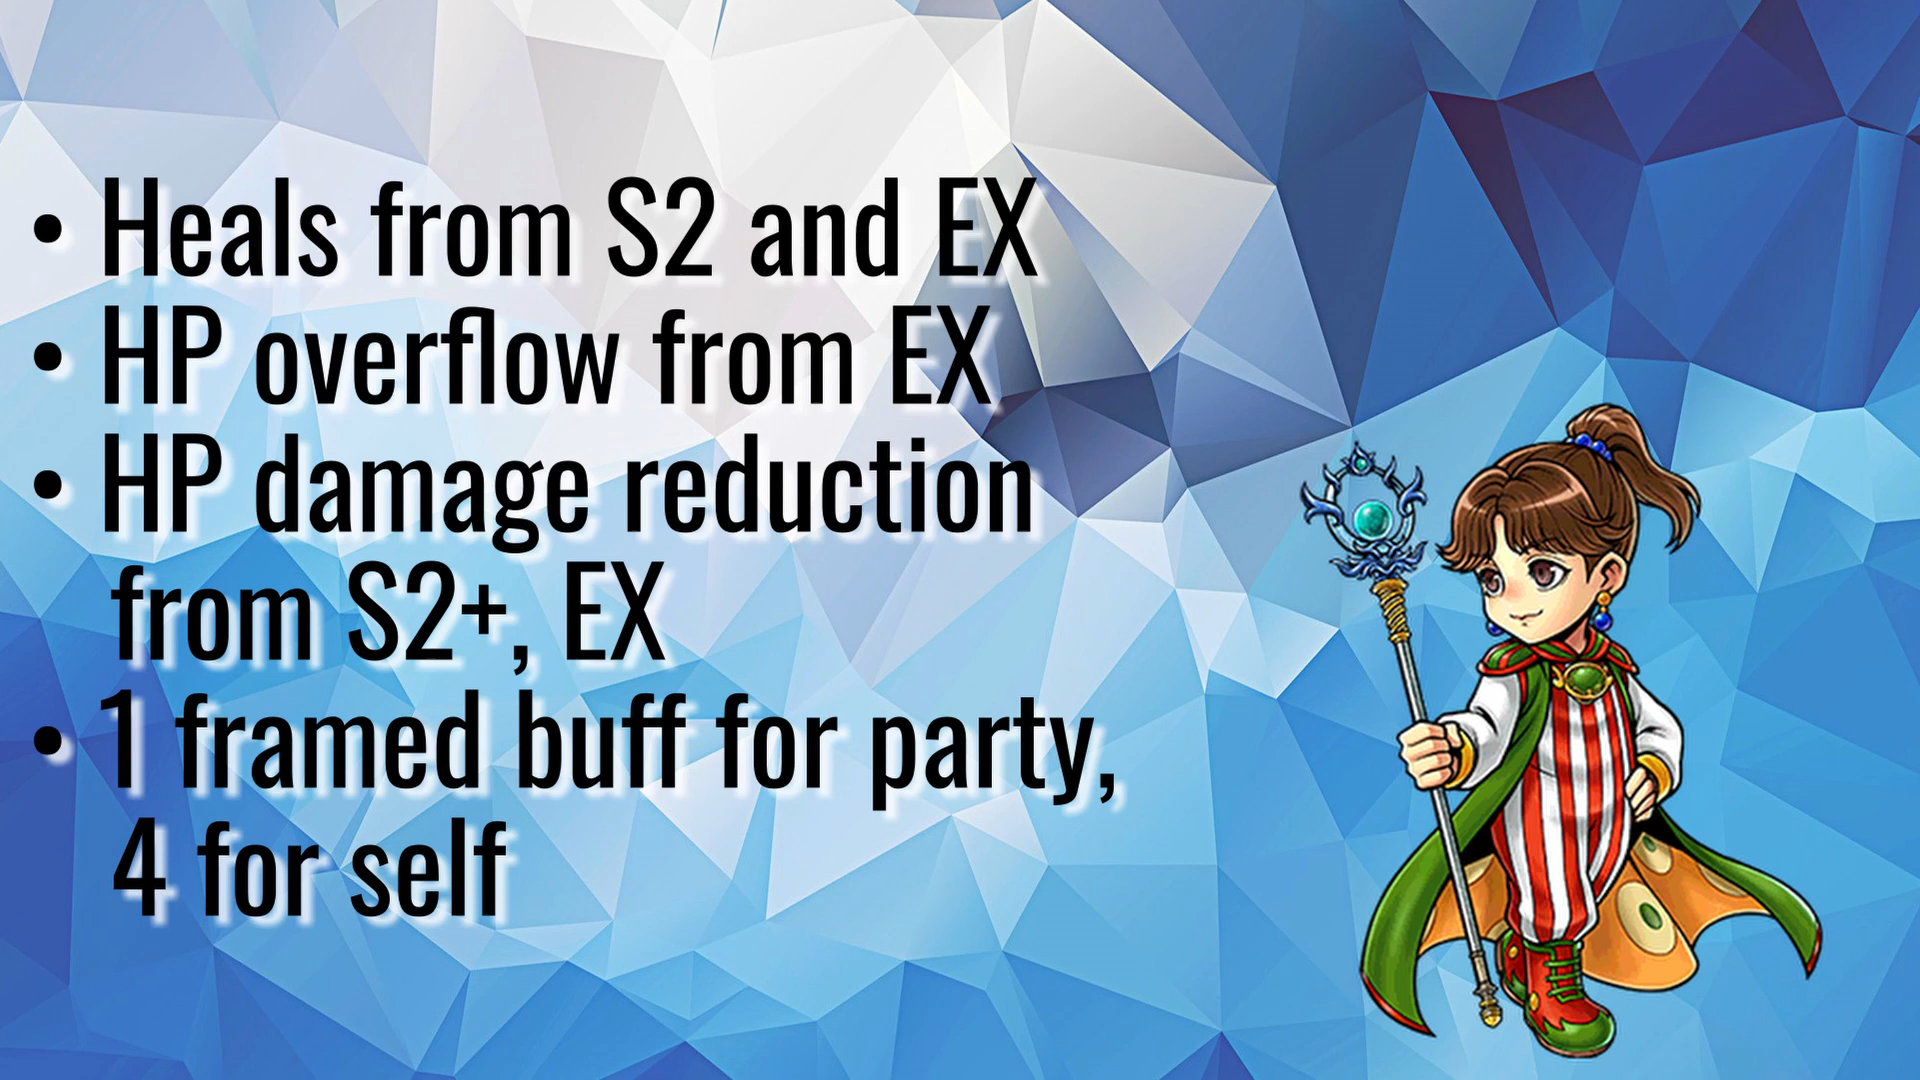 • Heals from S2 and EX
• HP overflow from EX
• HP damage reduction
from S2+, EX
• 1 framed buff for party,
4 for self